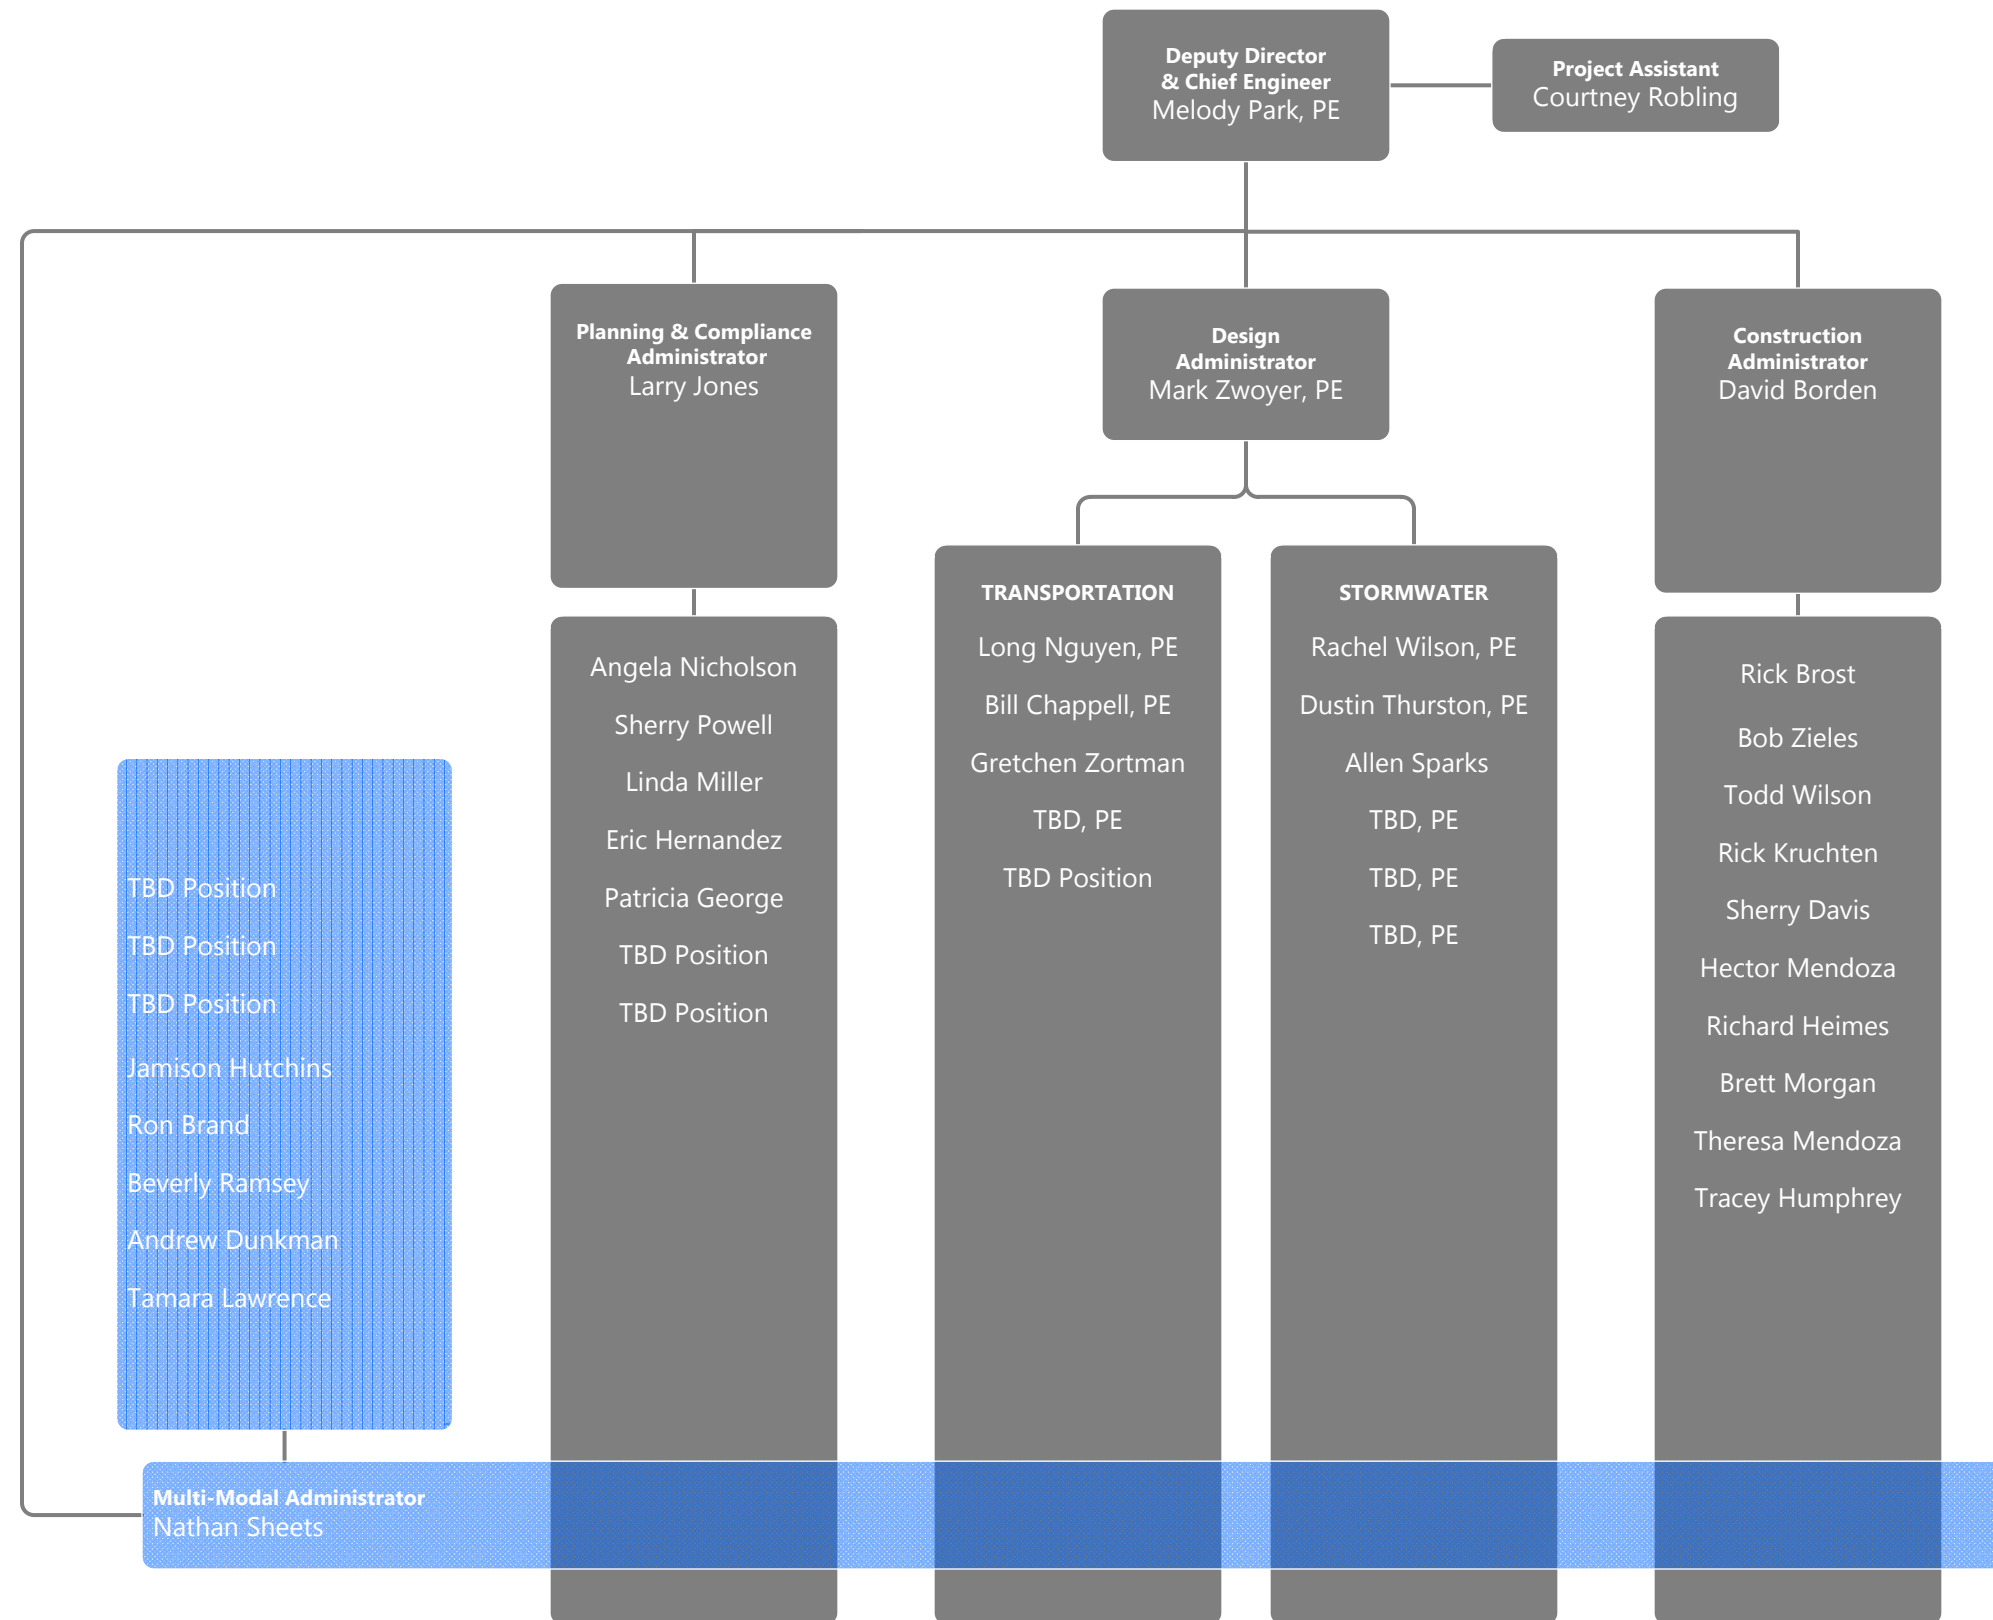 Deputy Director
& Chief Engineer
Melody Park, PE
Project Assistant
Courtney Robling
Planning & Compliance
Administrator
Larry Jones
Design
Administrator
Mark Zwoyer, PE
Construction
Administrator
David Borden
TBD Position
TBD Position
TBD Position
Jamison Hutchins
Ron Brand
Beverly Ramsey
Andrew Dunkman
Tamara Lawrence
Angela Nicholson
Sherry Powell
Linda Miller
Eric Hernandez
Patricia George
TBD Position
TBD Position
TRANSPORTATION
Long Nguyen, PE
Bill Chappell, PE
Gretchen Zortman
TBD, PE
TBD Position
STORMWATER
Rachel Wilson, PE
Dustin Thurston, PE
Allen Sparks
TBD, PE
TBD, PE
TBD, PE
Rick Brost
Bob Zieles
Todd Wilson
Rick Kruchten
Sherry Davis
Hector Mendoza
Richard Heimes
Brett Morgan
Theresa Mendoza
Tracey Humphrey
Multi-Modal Administrator
Nathan Sheets